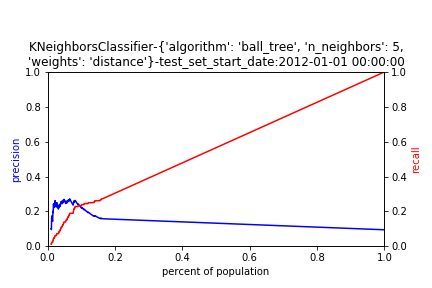 KNeighborsClassifier-{'algorithm': 'ball_tree', 'n_neighbors': 5,
'weights': 'distance'}-test_set_start_date:2012-01-01 00:00:00
1.0 1.0
0.8 0.8
0.6 0.6
precision recall
0.4 0.4
0.2 0.2
0.0 0.0
0.0 0.2 0.4 0.6 0.8 1.0
percent of population